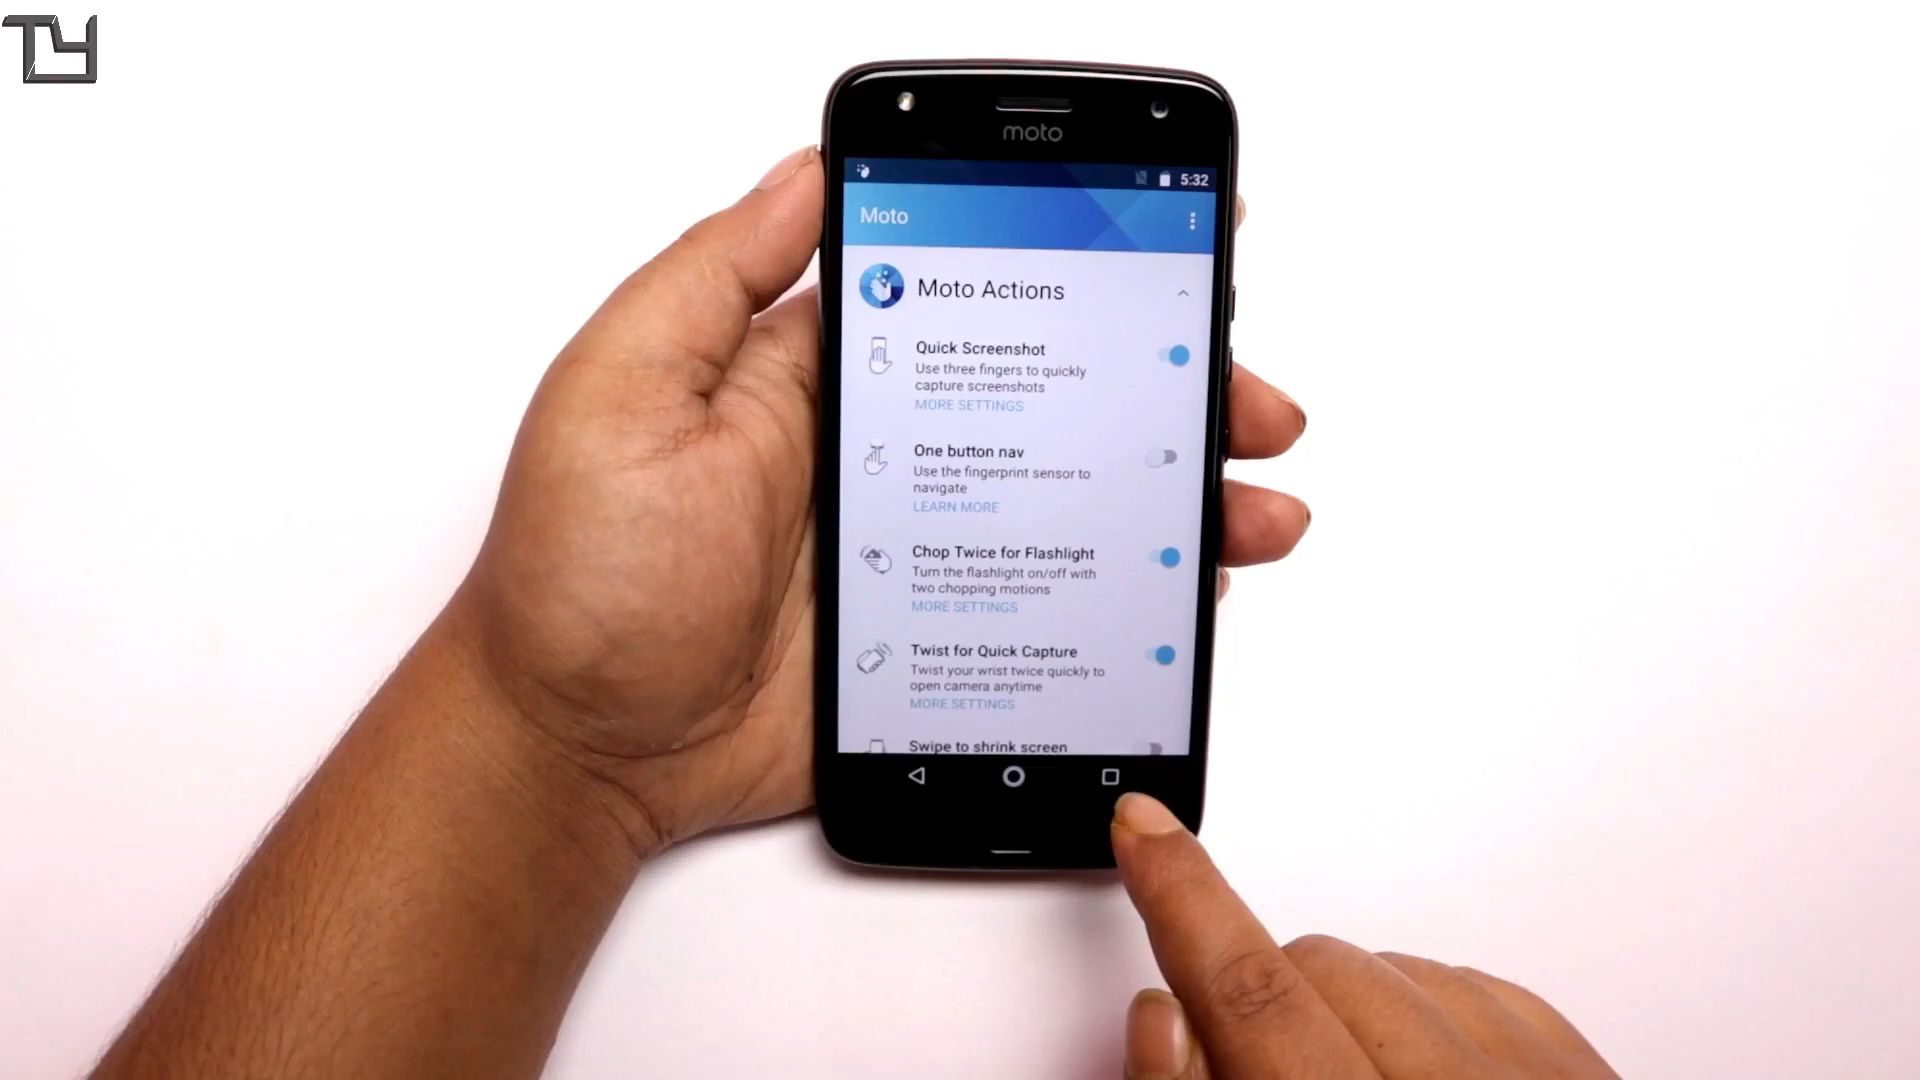 TY
moto
5:32
Moto
Moto Actions
Quick Screenshot
Use three fingers to quickly
capture screenshots
MORE SETTINGS
One button nav
Use the fingerprint sensor to
navigate
LEARN MORE
Chop Twice for Flashlight
Turn the flashlight on/off with
two chopping motions
MORE SETTINGS
Twist for Quick Capture
Twist your wrist twice quickly to
open camera anytime
MORE SETTINGS
Swipe to shrink screen